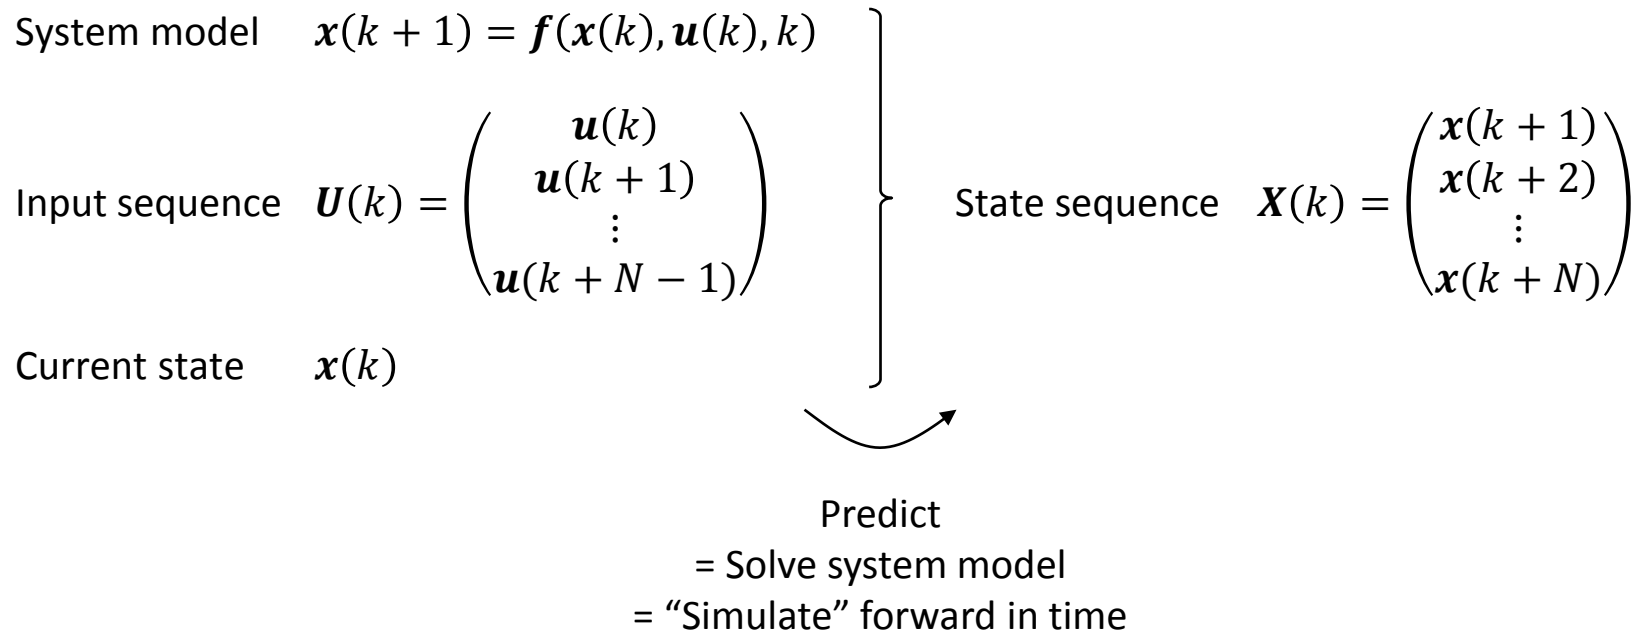 System model x(k + 1) = f(x(k), u(k), k)
Input sequence U(k) = ( u(k) u(k + 1) ⋮ u(k + N − 1) )
State sequence X(k) = ( x(k + 1) x(k + 2) ⋮ x(k + N) )
Current state x(k)
Predict
= Solve system model
= “Simulate” forward in time